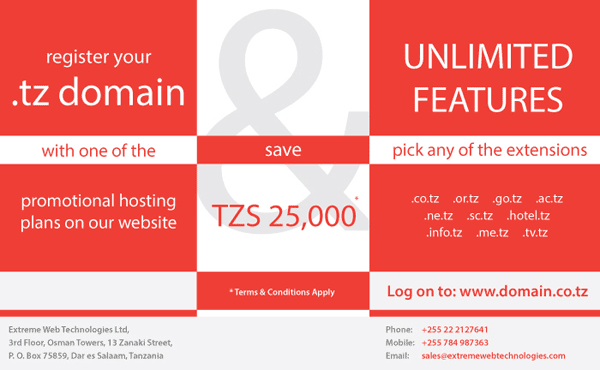 register your
.tz domain
with one of the
promotional hosting
plans on our website
&
save
TZS 25,000*
* Terms & Conditions Apply
UNLIMITED
FEATURES
pick any of the extensions
.co.tz .or.tz .go.tz .ac.tz
.ne.tz .sc.tz .hotel.tz
.info.tz .me.tz .tv.tz
Log on to: www.domain.co.tz
Extreme Web Technologies Ltd,
3rd Floor, Osman Towers, 13 Zanaki Street,
P. O. Box 75859, Dar es Salaam, Tanzania
Phone: +255 22 2127641
Mobile: +255 784 987363
Email: sales@extremewebtechnologies.com